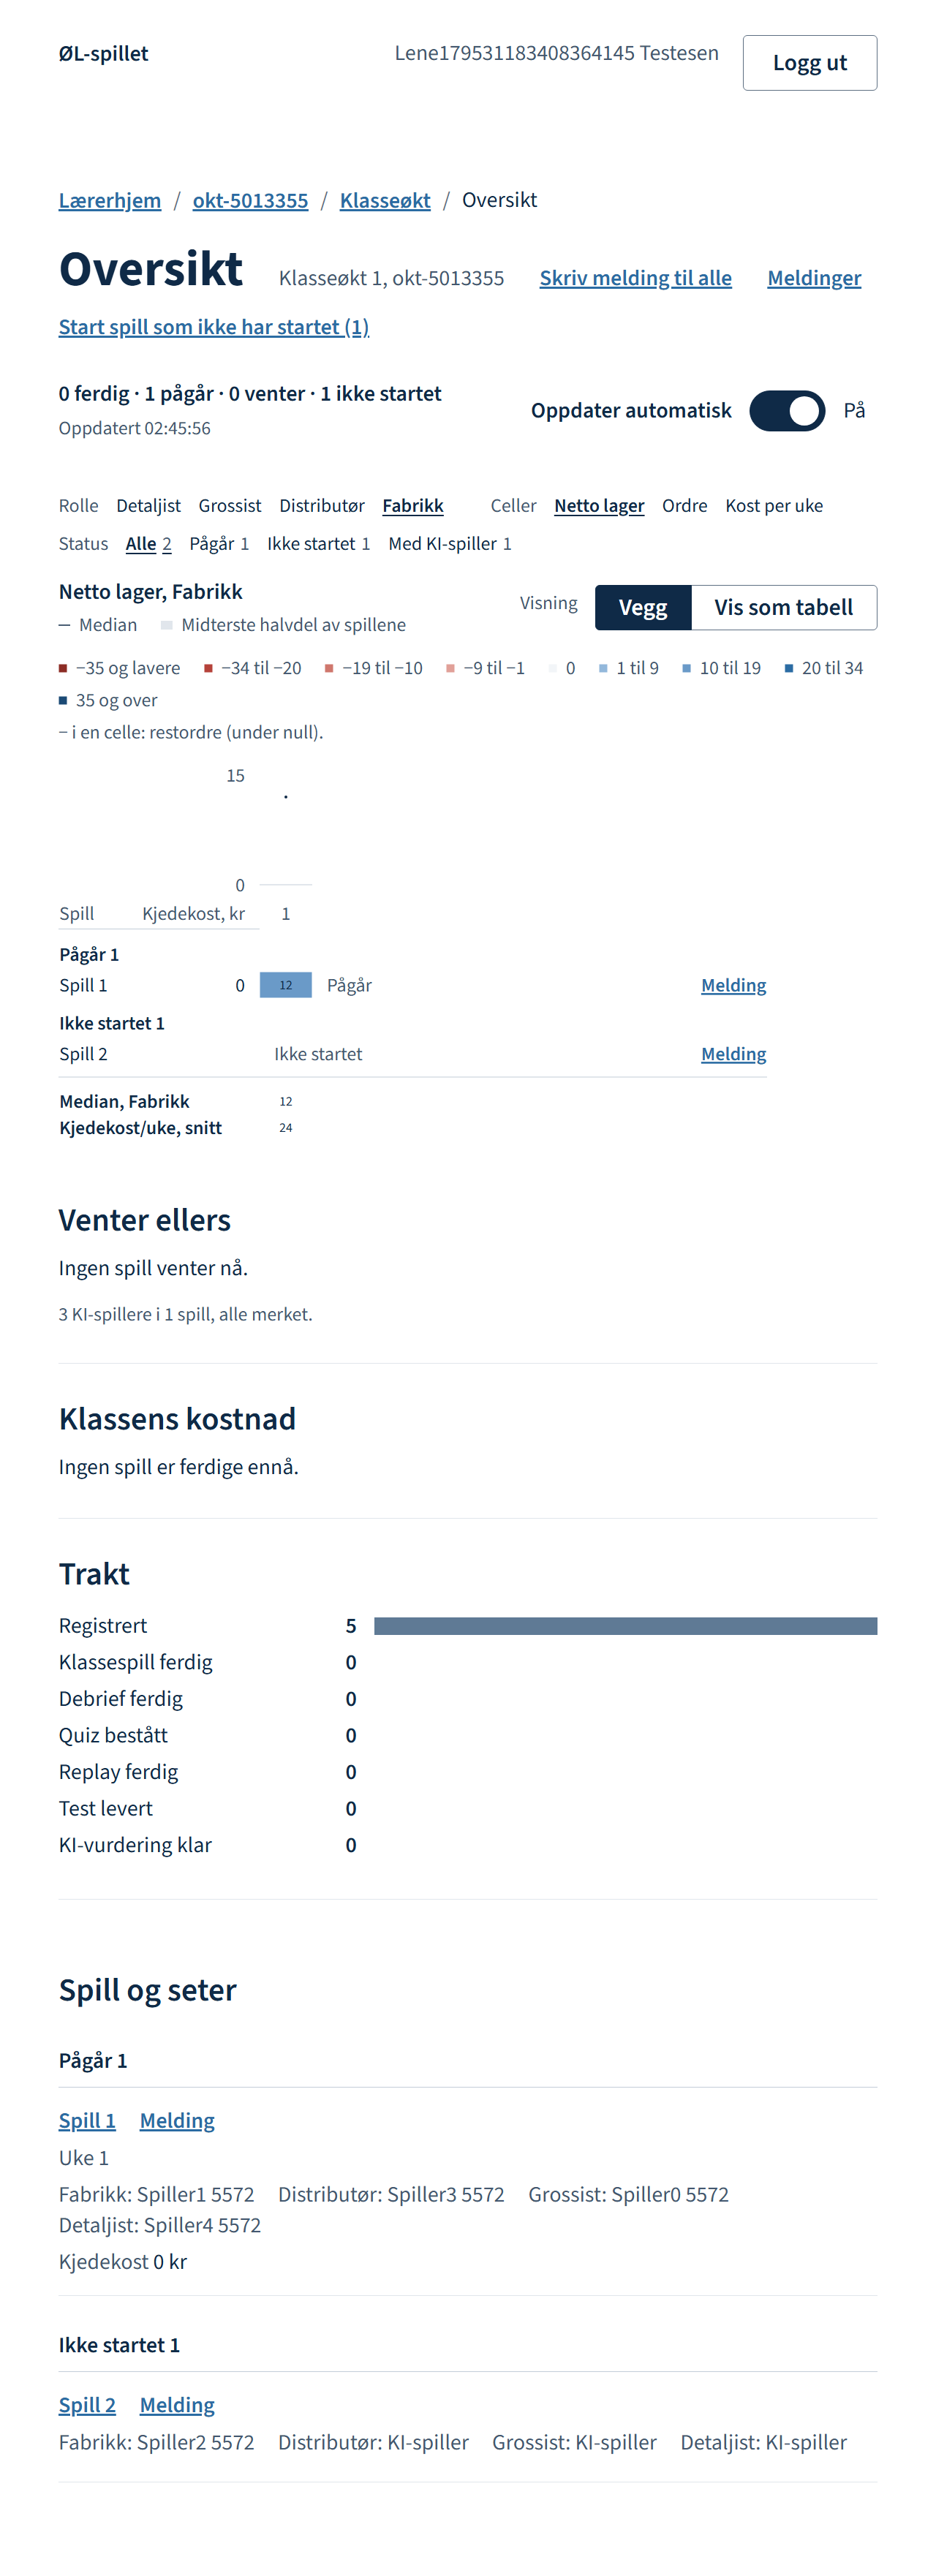 ØL-spillet Lene179531183408364145 Testesen Logg ut
Lærerhjem / okt-5013355 / Klasseøkt / Oversikt
Oversikt Klasseøkt 1, okt-5013355 Skriv melding til alle Meldinger
Start spill som ikke har startet (1)
0 ferdig · 1 pågår · 0 venter · 1 ikke startet
Oppdatert 02:45:56
Oppdater automatisk På
Rolle Detaljist Grossist Distributør Fabrikk Celler Netto lager Ordre Kost per uke
Status Alle 2 Pågår 1 Ikke startet 1 Med KI-spiller 1
Netto lager, Fabrikk
Median Midterste halvdel av spillene
Visning Vegg Vis som tabell
−35 og lavere −34 til −20 −19 til −10 −9 til −1 0 1 til 9 10 til 19 20 til 34
35 og over
− i en celle: restordre (under null).
15
0
Spill Kjedekost, kr 1
Pågår 1
Spill 1 0 12 Pågår Melding
Ikke startet 1
Spill 2 Ikke startet Melding
Median, Fabrikk 12
Kjedekost/uke, snitt 24
Venter ellers
Ingen spill venter nå.
3 KI-spillere i 1 spill, alle merket.
Klassens kostnad
Ingen spill er ferdige ennå.
Trakt
Registrert 5
Klassespill ferdig 0
Debrief ferdig 0
Quiz bestått 0
Replay ferdig 0
Test levert 0
KI-vurdering klar 0
Spill og seter
Pågår 1
Spill 1 Melding
Uke 1
Fabrikk: Spiller1 5572 Distributør: Spiller3 5572 Grossist: Spiller0 5572
Detaljist: Spiller4 5572
Kjedekost 0 kr
Ikke startet 1
Spill 2 Melding
Fabrikk: Spiller2 5572 Distributør: KI-spiller Grossist: KI-spiller Detaljist: KI-spiller